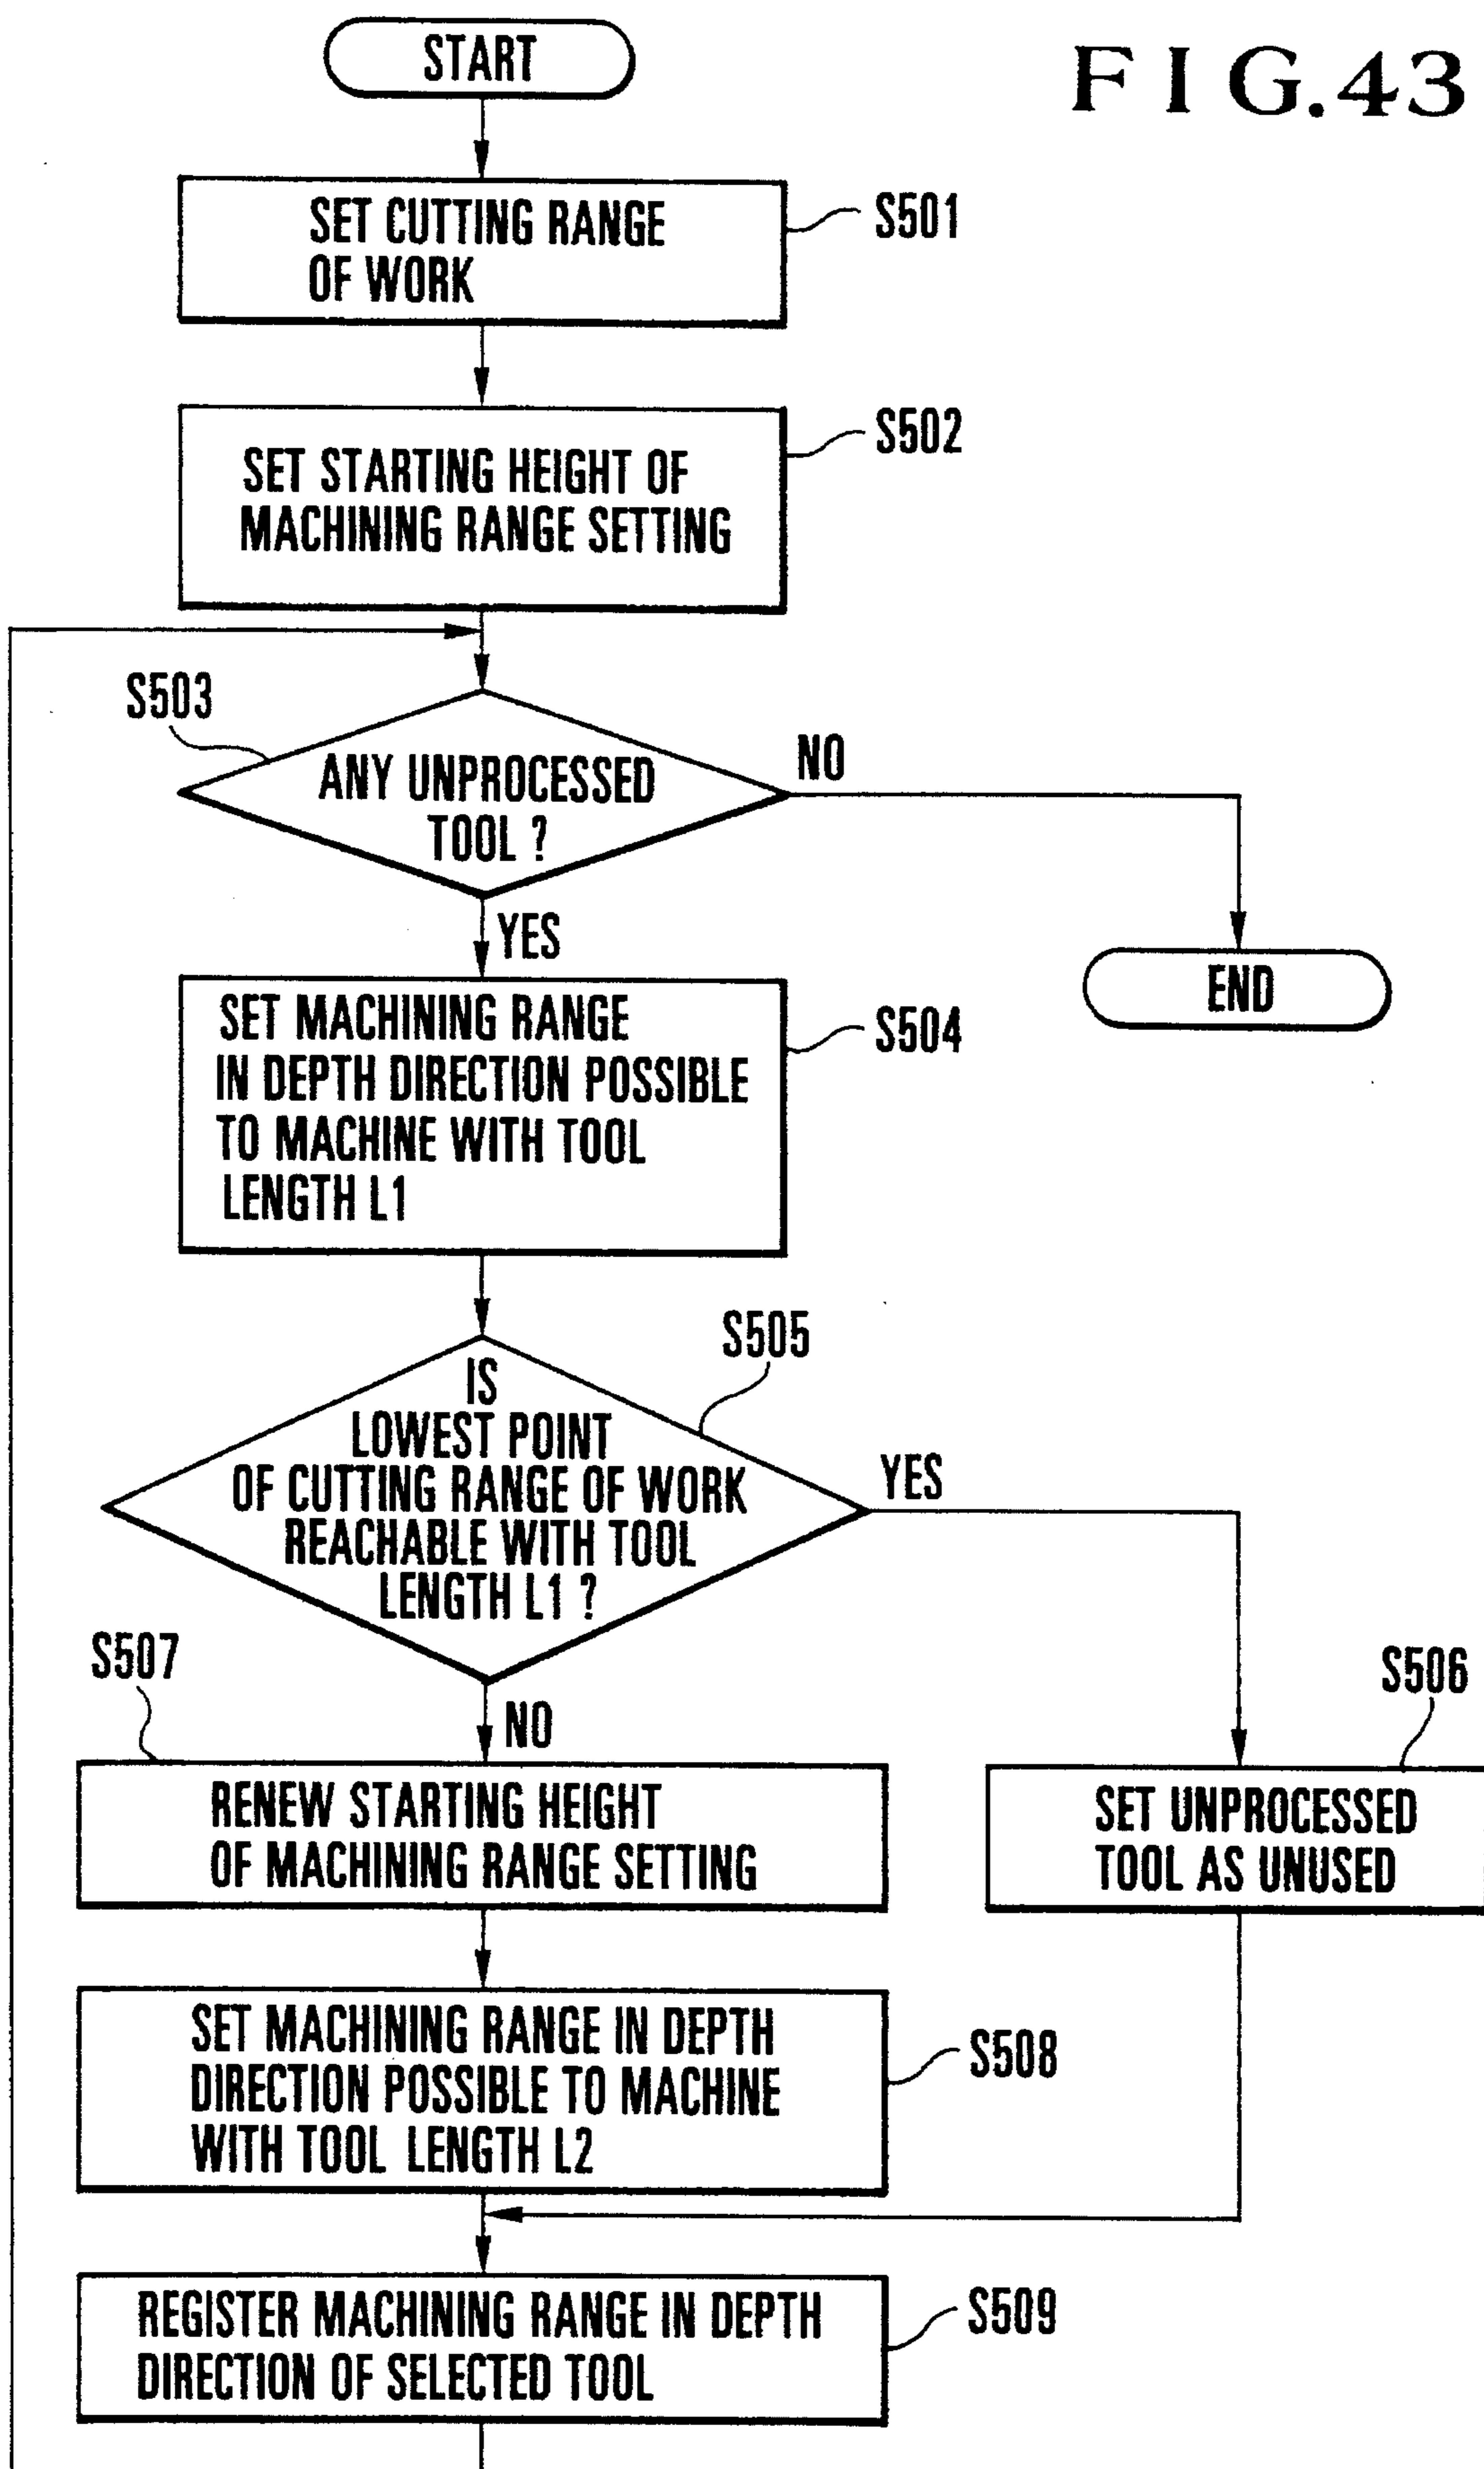 START
FIG.43
SET CUTTING RANGE
OF WORK
S501
SET STARTING HEIGHT OF
MACHINING RANGE SETTING
S502
S503
ANY UNPROCESSED
TOOL ?
NO
YES
END
SET MACHINING RANGE
IN DEPTH DIRECTION POSSIBLE
TO MACHINE WITH TOOL
LENGTH L1
S504
S505
IS
LOWEST POINT
OF CUTTING RANGE OF WORK
REACHABLE WITH TOOL
LENGTH L1 ?
YES
S507
NO
S506
RENEW STARTING HEIGHT
OF MACHINING RANGE SETTING
SET UNPROCESSED
TOOL AS UNUSED
SET MACHINING RANGE IN DEPTH
DIRECTION POSSIBLE TO MACHINE
WITH TOOL LENGTH L2
S508
REGISTER MACHINING RANGE IN DEPTH
DIRECTION OF SELECTED TOOL
S509